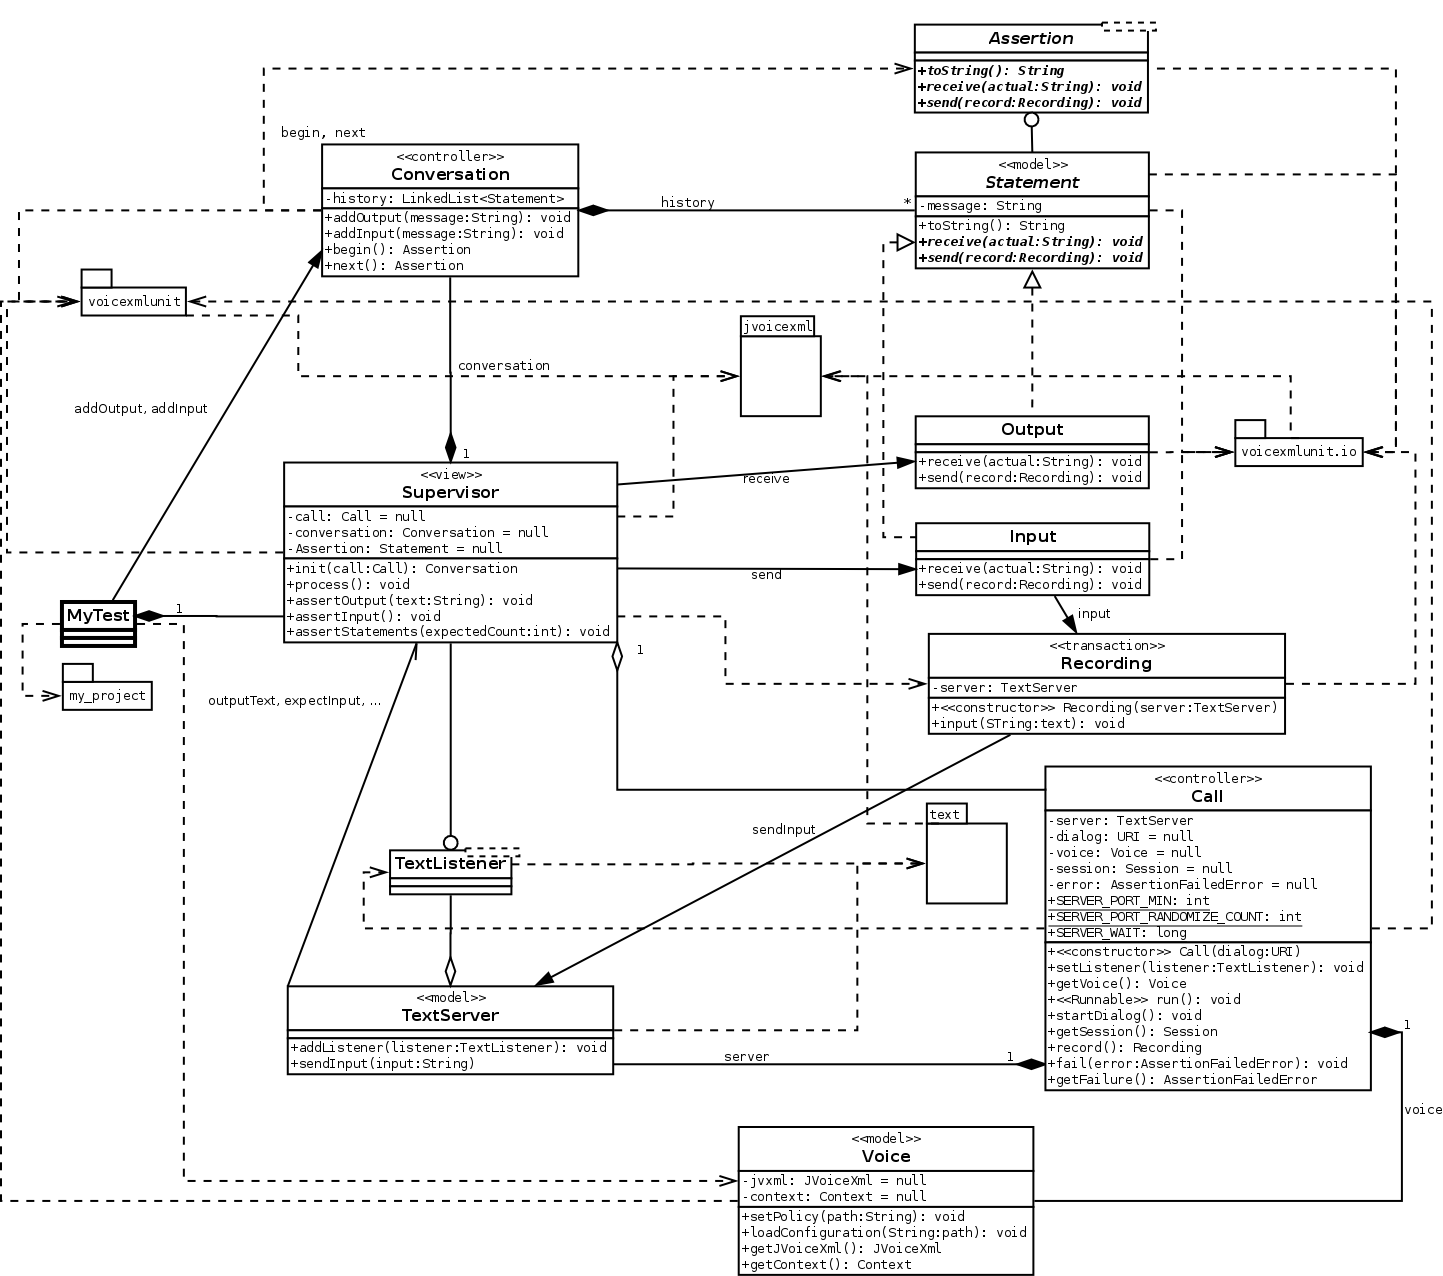 Assertion
+toString(): String
+receive(actual:String): void
+send(record:Recording): void
begin, next
<<controller>>
Conversation
-history: LinkedList<Statement>
+addOutput(message:String): void
+addInput(message:String): void
+begin(): Assertion
+next(): Assertion
history
*
<<model>>
Statement
-message: String
+toString(): String
+receive(actual:String): void
+send(record:Recording): void
voicexmlunit
jvoicexml
conversation
addOutput, addInput
1
Output
+receive(actual:String): void
+send(record:Recording): void
voicexmlunit.io
<<view>>
Supervisor
-call: Call = null
-conversation: Conversation = null
-Assertion: Statement = null
+init(call:Call): Conversation
+process(): void
+assertOutput(text:String): void
+assertInput(): void
+assertStatements(expectedCount:int): void
receive
send
Input
+receive(actual:String): void
+send(record:Recording): void
input
MyTest
1
my_project
1
outputText, expectInput, ...
<<transaction>>
Recording
-server: TextServer
+<<constructor>> Recording(server:TextServer)
+input(STring:text): void
sendInput
text
TextListener
<<controller>>
Call
-server: TextServer
-dialog: URI = null
-voice: Voice = null
-session: Session = null
-error: AssertionFailedError = null
+SERVER_PORT_MIN: int
+SERVER_PORT_RANDOMIZE_COUNT: int
+SERVER_WAIT: long
+<<constructor>> Call(dialog:URI)
+setListener(listener:TextListener): void
+getVoice(): Voice
+<<Runnable>> run(): void
+startDialog(): void
+getSession(): Session
+record(): Recording
+fail(error:AssertionFailedError): void
+getFailure(): AssertionFailedError
<<model>>
TextServer
+addListener(listener:TextListener): void
+sendInput(input:String)
server
1
1
voice
<<model>>
Voice
-jvxml: JVoiceXml = null
-context: Context = null
+setPolicy(path:String): void
+loadConfiguration(String:path): void
+getJVoiceXml(): JVoiceXml
+getContext(): Context